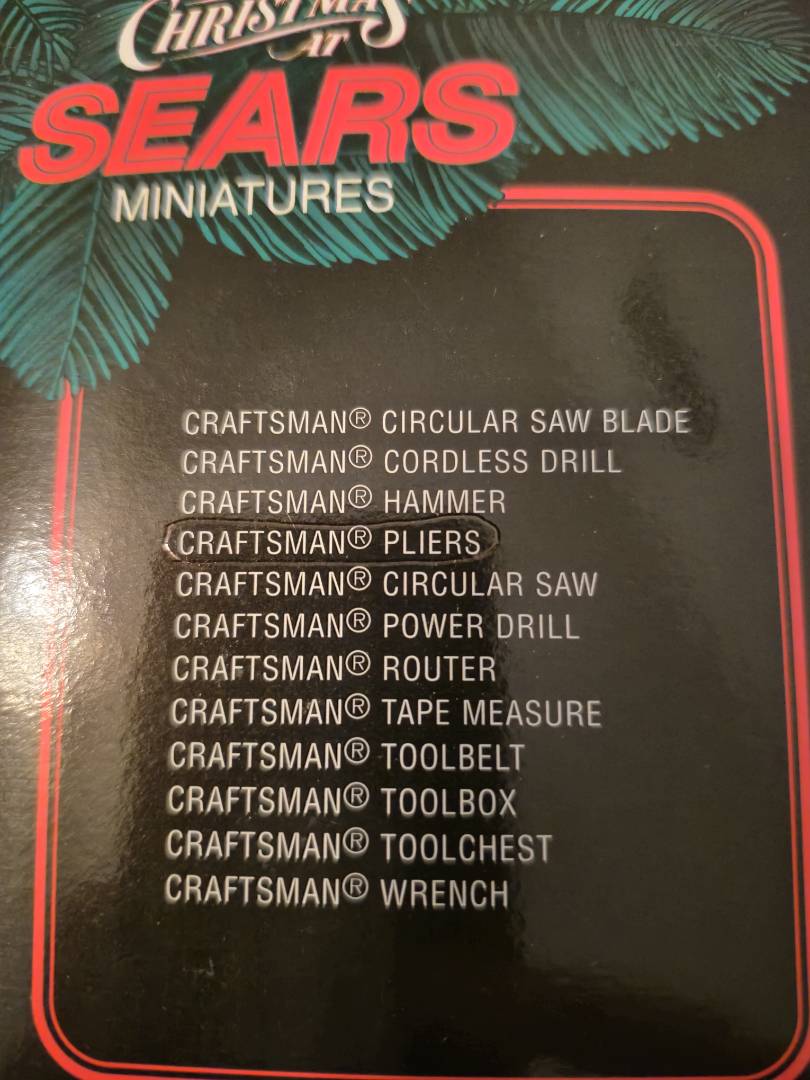 CHRISTMAS
AT
SEARS
MINIATURES
CRAFTSMAN® CIRCULAR SAW BLADE
CRAFTSMAN® CORDLESS DRILL
CRAFTSMAN® HAMMER
CRAFTSMAN® PLIERS
CRAFTSMAN® CIRCULAR SAW
CRAFTSMAN® POWER DRILL
CRAFTSMAN® ROUTER
CRAFTSMAN® TAPE MEASURE
CRAFTSMAN® TOOLBELT
CRAFTSMAN® TOOLBOX
CRAFTSMAN® TOOLCHEST
CRAFTSMAN® WRENCH